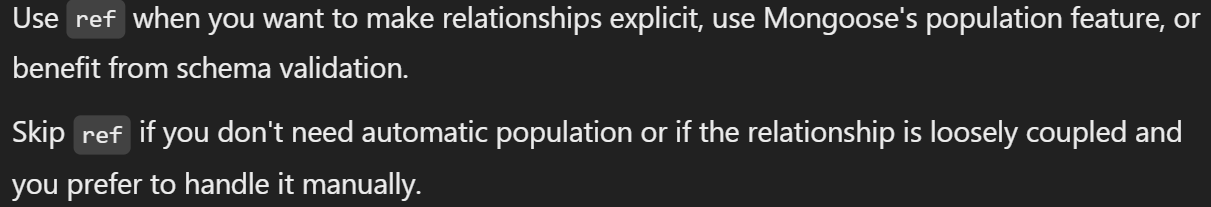 Use ref when you want to make relationships explicit, use Mongoose's population feature, or
benefit from schema validation.
Skip ref if you don't need automatic population or if the relationship is loosely coupled and
you prefer to handle it manually.